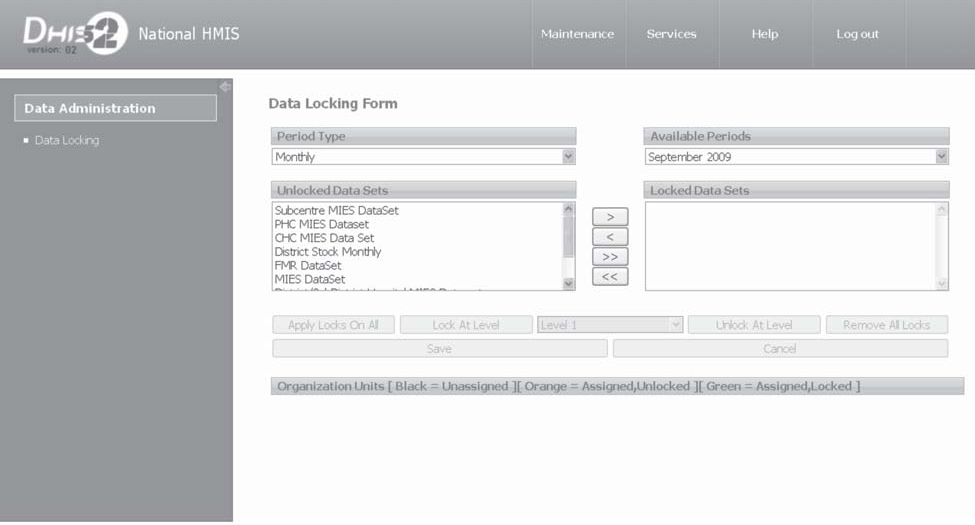 DHIS2
version: 02
National HMIS
Maintenance
Services
Help
Log out
Data Administration
Data Locking
Data Locking Form
Period Type
Available Periods
Monthly
September 2009
Unlocked Data Sets
Locked Data Sets
Subcentre MIES DataSet
PHC MIES Dataset
CHC MIES Data Set
District Stock Monthly
FMR DataSet
MIES DataSet
>
<
>>
<<
Apply Locks On All
Lock At Level
Level 1
Unlock At Level
Remove All Locks
Save
Cancel
Organization Units [ Black = Unassigned ][ Orange = Assigned,Unlocked ][ Green = Assigned,Locked ]